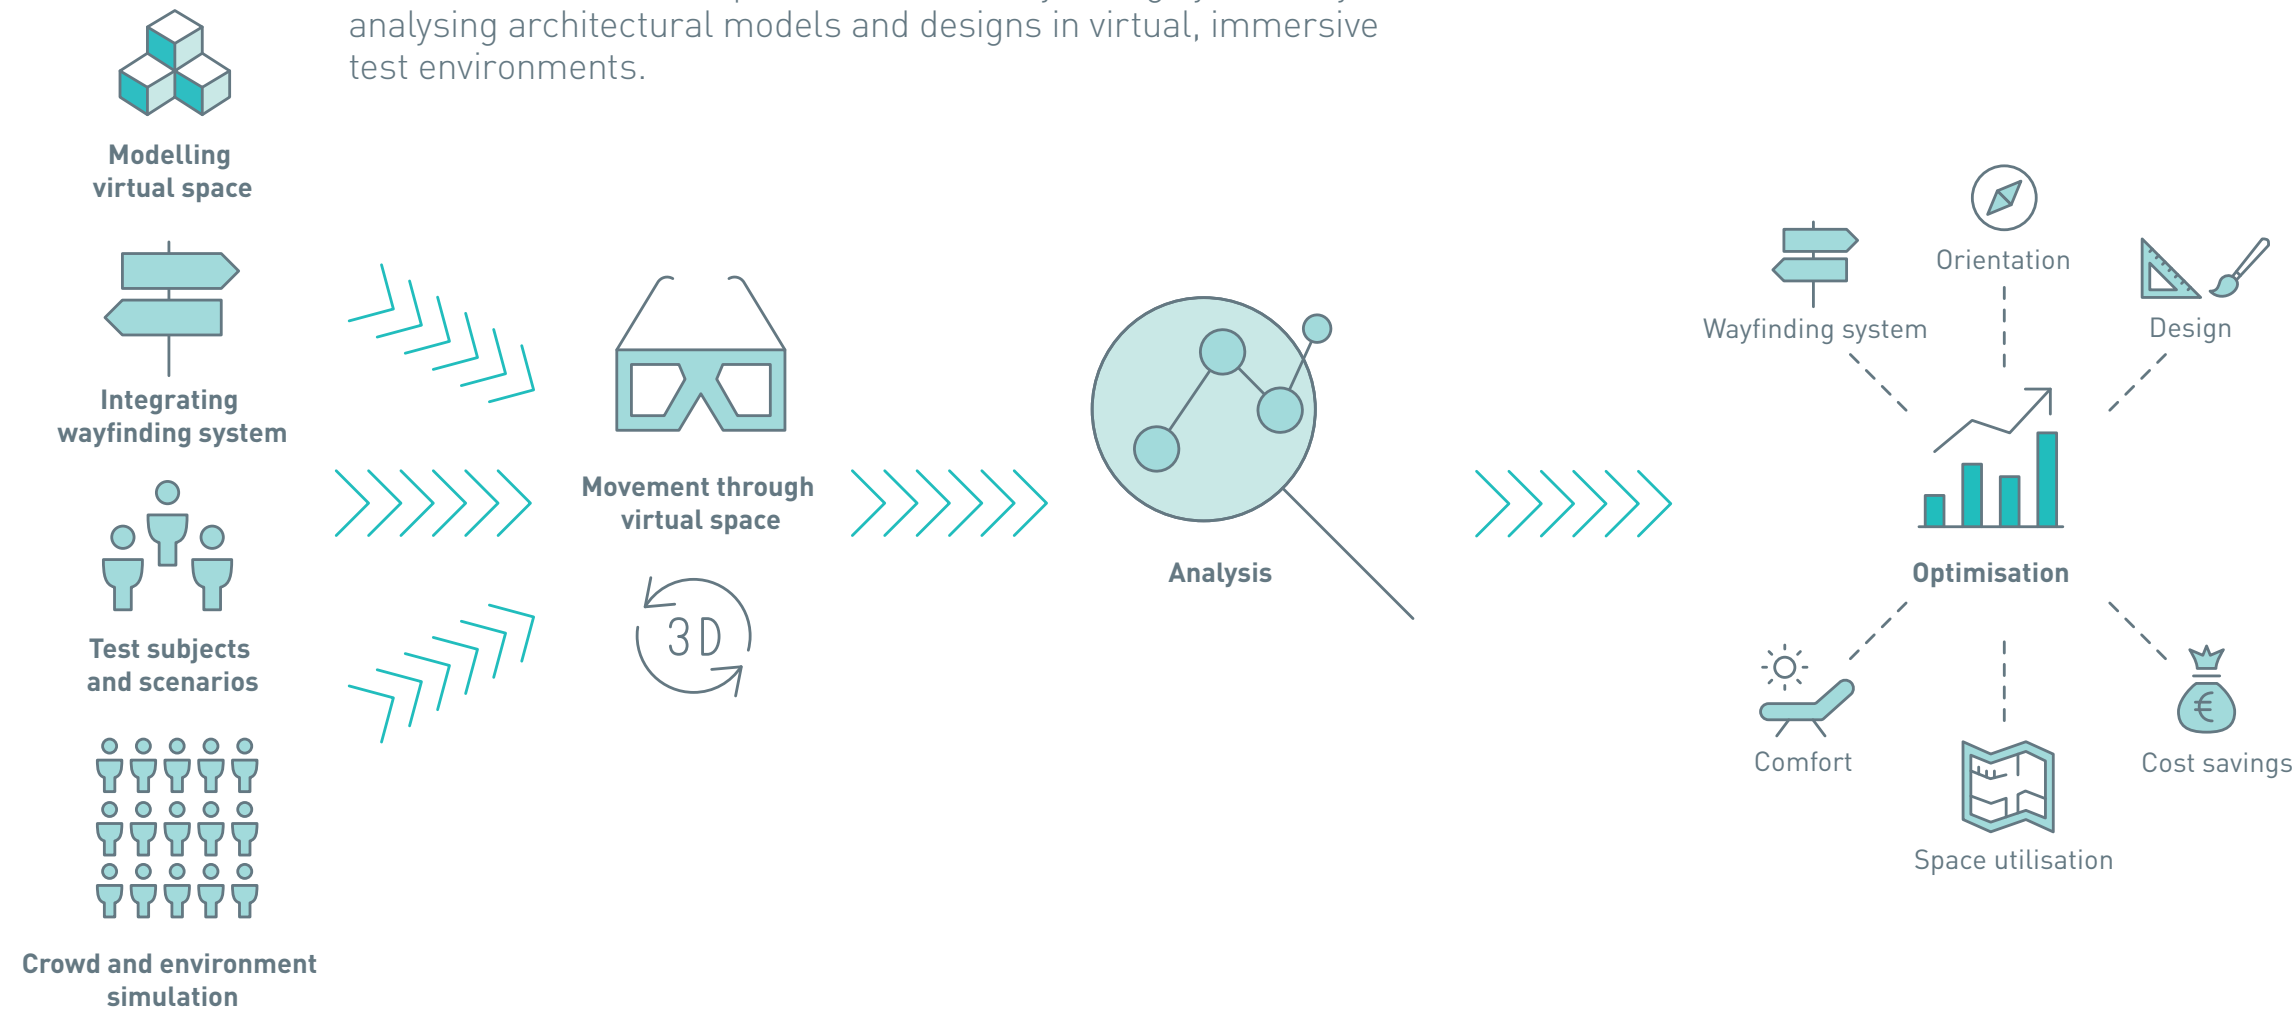 analysing architectural models and designs in virtual, immersive
test environments.
Modelling
virtual space
Integrating
wayfinding system
Test subjects
and scenarios
Crowd and environment
simulation
Movement through
virtual space
3D
Analysis
Wayfinding system
Orientation
Design
Optimisation
Comfort
Space utilisation
€
Cost savings